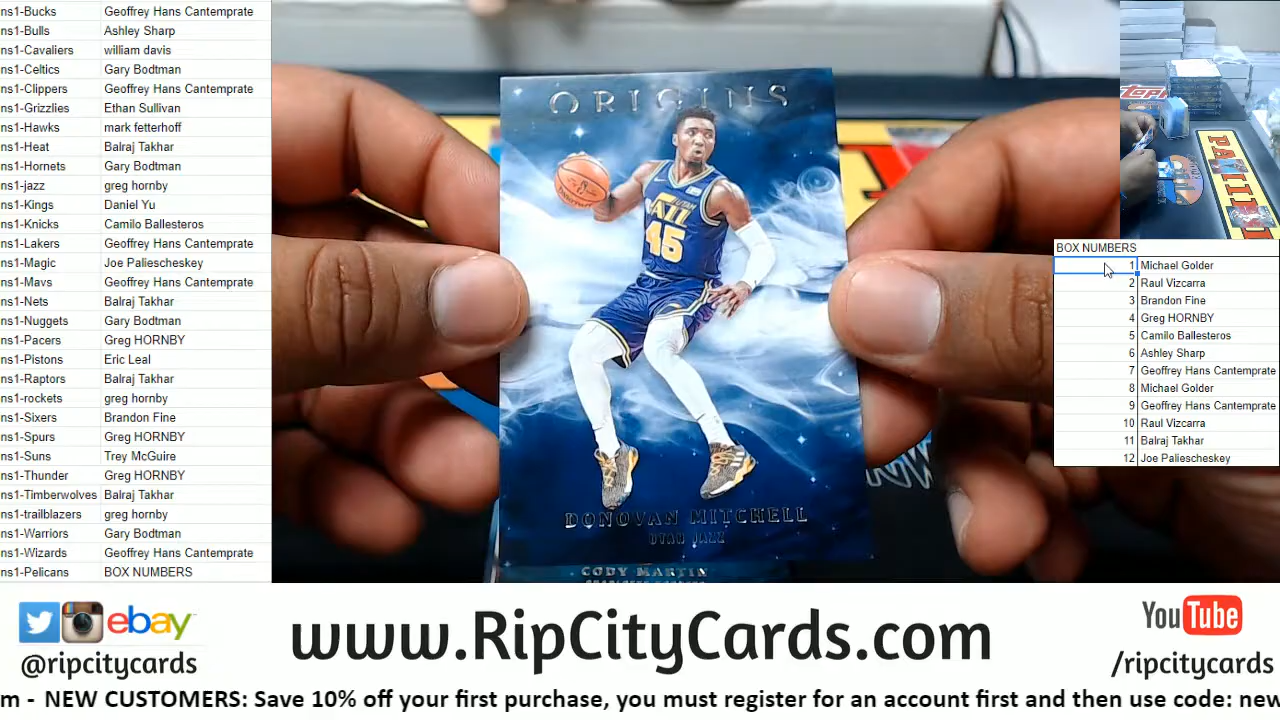 ns1-Bucks Geoffrey Hans Cantemprate
ns1-Bulls Ashley Sharp
ns1-Cavaliers william davis
ns1-Celtics Gary Bodtman
ns1-Clippers Geoffrey Hans Cantemprate
ns1-Grizzlies Ethan Sullivan
ns1-Hawks mark fetterhoff
ns1-Heat Balraj Takhar
ns1-Hornets Gary Bodtman
ns1-jazz greg hornby
ns1-Kings Daniel Yu
ns1-Knicks Camilo Ballesteros
ns1-Lakers Geoffrey Hans Cantemprate
ns1-Magic Joe Paliescheskey
ns1-Mavs Geoffrey Hans Cantemprate
ns1-Nets Balraj Takhar
ns1-Nuggets Gary Bodtman
ns1-Pacers Greg HORNBY
ns1-Pistons Eric Leal
ns1-Raptors Balraj Takhar
ns1-rockets greg hornby
ns1-Sixers Brandon Fine
ns1-Spurs Greg HORNBY
ns1-Suns Trey McGuire
ns1-Thunder Greg HORNBY
ns1-Timberwolves Balraj Takhar
ns1-trailblazers greg hornby
ns1-Warriors Gary Bodtman
ns1-Wizards Geoffrey Hans Cantemprate
ns1-Pelicans BOX NUMBERS
ORIGINS
UTAH
JAZZ
45
DONOVAN MITCHELL
UTAH JAZZ
CODY MARTIN
TOPPS
PANINI
BOX NUMBERS
1 Michael Golder
2 Raul Vizcarra
3 Brandon Fine
4 Greg HORNBY
5 Camilo Ballesteros
6 Ashley Sharp
7 Geoffrey Hans Cantemprate
8 Michael Golder
9 Geoffrey Hans Cantemprate
10 Raul Vizcarra
11 Balraj Takhar
12 Joe Paliescheskey
ebay
@ripcitycards
www.RipCityCards.com
YouTube
/ripcitycards
m - NEW CUSTOMERS: Save 10% off your first purchase, you must register for an account first and then use code: new